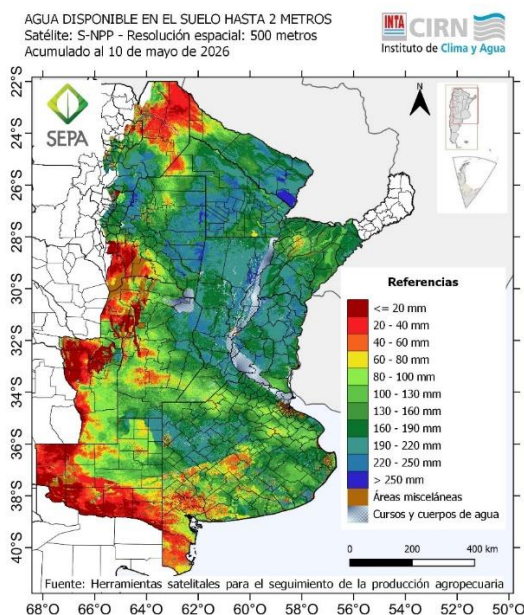 AGUA DISPONIBLE EN EL SUELO HASTA 2 METROS
Satélite: S-NPP - Resolución espacial: 500 metros
Acumulado al 10 de mayo de 2026
INTA CIRN
Instituto de Clima y Agua
SEPA
N
22°S
24°S
26°S
28°S
30°S
32°S
34°S
36°S
38°S
40°S
Referencias
<= 20 mm
20 - 40 mm
40 - 60 mm
60 - 80 mm
80 - 100 mm
100 - 130 mm
130 - 160 mm
160 - 190 mm
190 - 220 mm
220 - 250 mm
> 250 mm
Áreas misceláneas
Cursos y cuerpos de agua
0 200 400 km
Fuente: Herramientas satelitales para el seguimiento de la producción agropecuaria
68°O 66°O 64°O 62°O 60°O 58°O 56°O 54°O 52°O 50°O